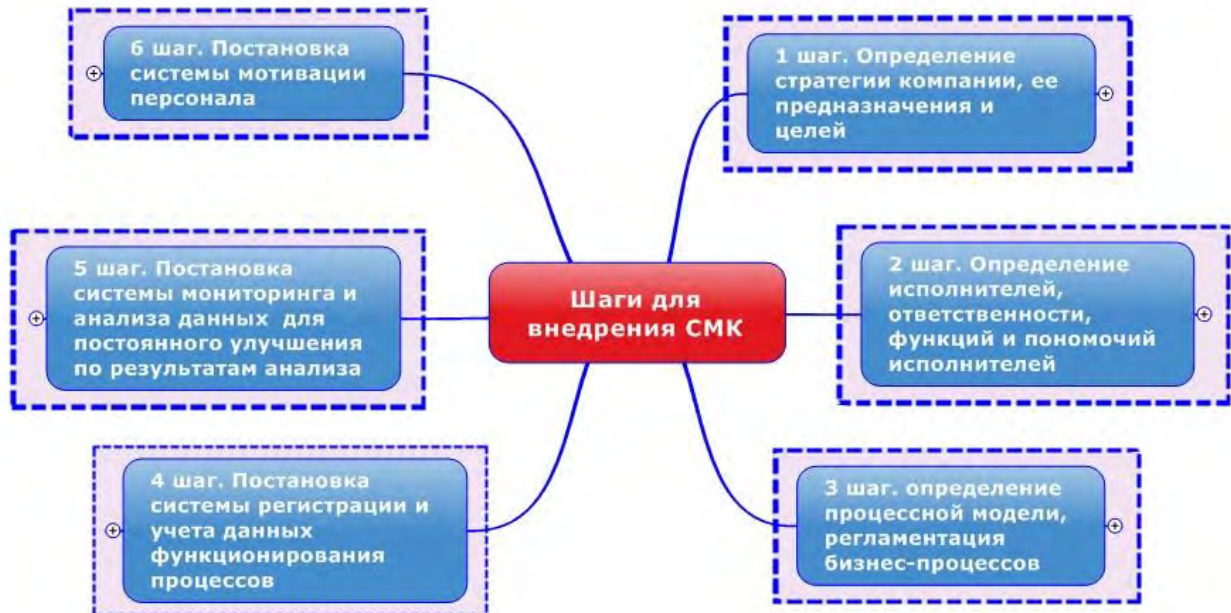 Шаги для
внедрения СМК
1 шаг. Определение
стратегии компании, ее
предназначения и
целей
2 шаг. Определение
исполнителей,
ответственности,
функций и пономочий
исполнителей
3 шаг. определение
процессной модели,
регламентация
бизнес-процессов
4 шаг. Постановка
системы регистрации и
учета данных
функционирования
процессов
5 шаг. Постановка
системы мониторинга и
анализа данных для
постоянного улучшения
по результатам анализа
6 шаг. Постановка
системы мотивации
персонала